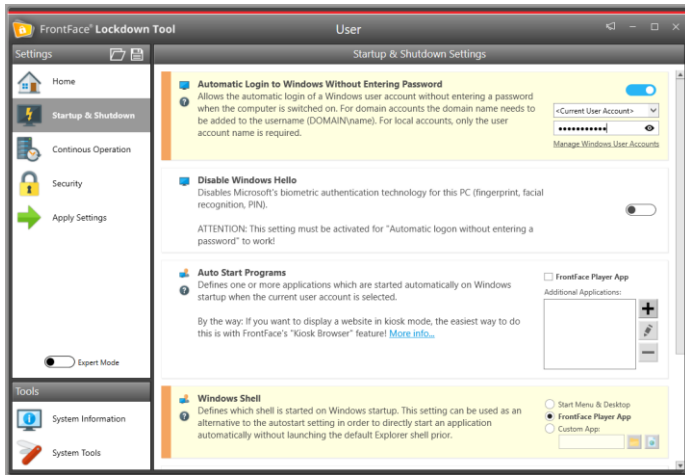 FrontFace® Lockdown Tool
User
Settings
Startup & Shutdown Settings
Home
Startup & Shutdown
Continous Operation
Security
Apply Settings
Expert Mode
Tools
System Information
System Tools
Automatic Login to Windows Without Entering Password
Allows the automatic login of a Windows user account without entering a password
when the computer is switched on. For domain accounts the domain name needs to
be added to the username (DOMAIN\name). For local accounts, only the user
account name is required.
<Current User Account>
•••••••••••
Manage Windows User Accounts
Disable Windows Hello
Disables Microsoft's biometric authentication technology for this PC (fingerprint, facial
recognition, PIN).
ATTENTION: This setting must be activated for "Automatic logon without entering a
password" to work!
Auto Start Programs
Defines one or more applications which are started automatically on Windows
startup when the current user account is selected.
By the way: If you want to display a website in kiosk mode, the easiest way to do
this is with FrontFace's "Kiosk Browser" feature! More info...
FrontFace Player App
Additional Applications:
Windows Shell
Defines which shell is started on Windows startup. This setting can be used as an
alternative to the autostart setting in order to directly start an application
automatically without launching the default Explorer shell prior.
Start Menu & Desktop
FrontFace Player App
Custom App: